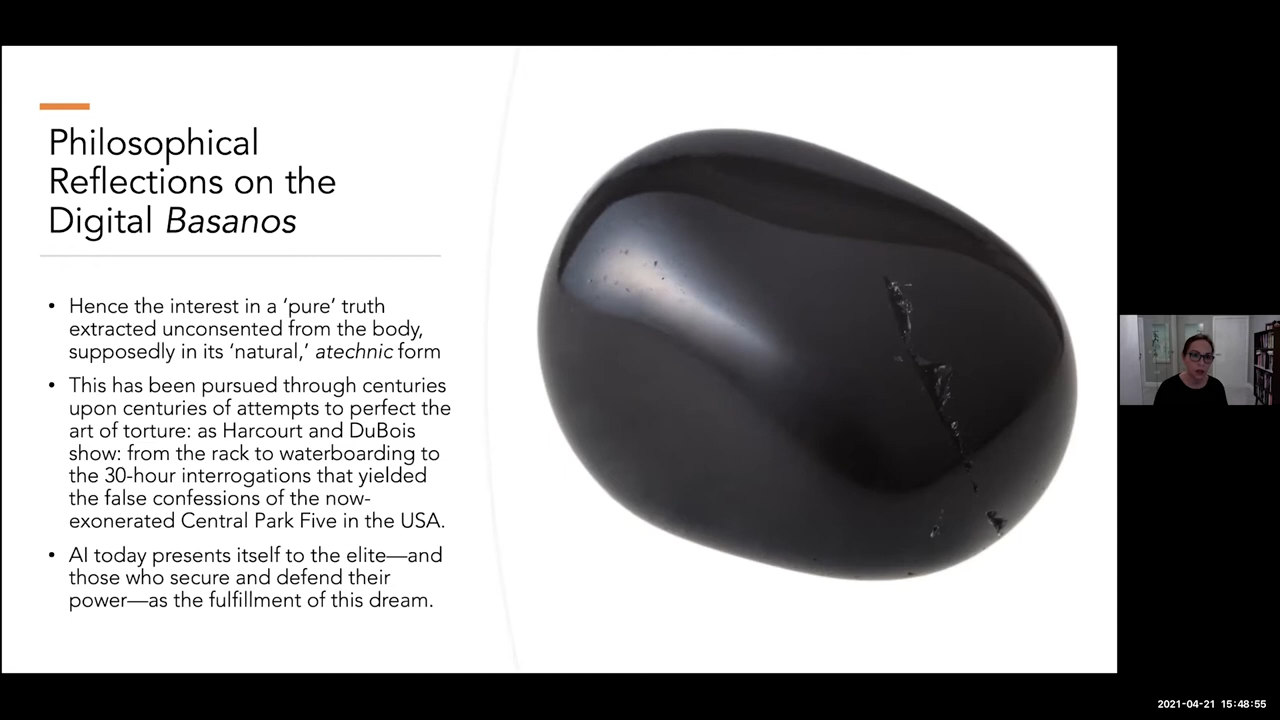 Philosophical
Reflections on the
Digital Basanos
• Hence the interest in a ‘pure’ truth
extracted unconsented from the body,
supposedly in its ‘natural,’ atechnic form
• This has been pursued through centuries
upon centuries of attempts to perfect the
art of torture: as Harcourt and DuBois
show: from the rack to waterboarding to
the 30-hour interrogations that yielded
the false confessions of the now-
exonerated Central Park Five in the USA.
• AI today presents itself to the elite—and
those who secure and defend their
power—as the fulfillment of this dream.
2021-04-21 15:48:55